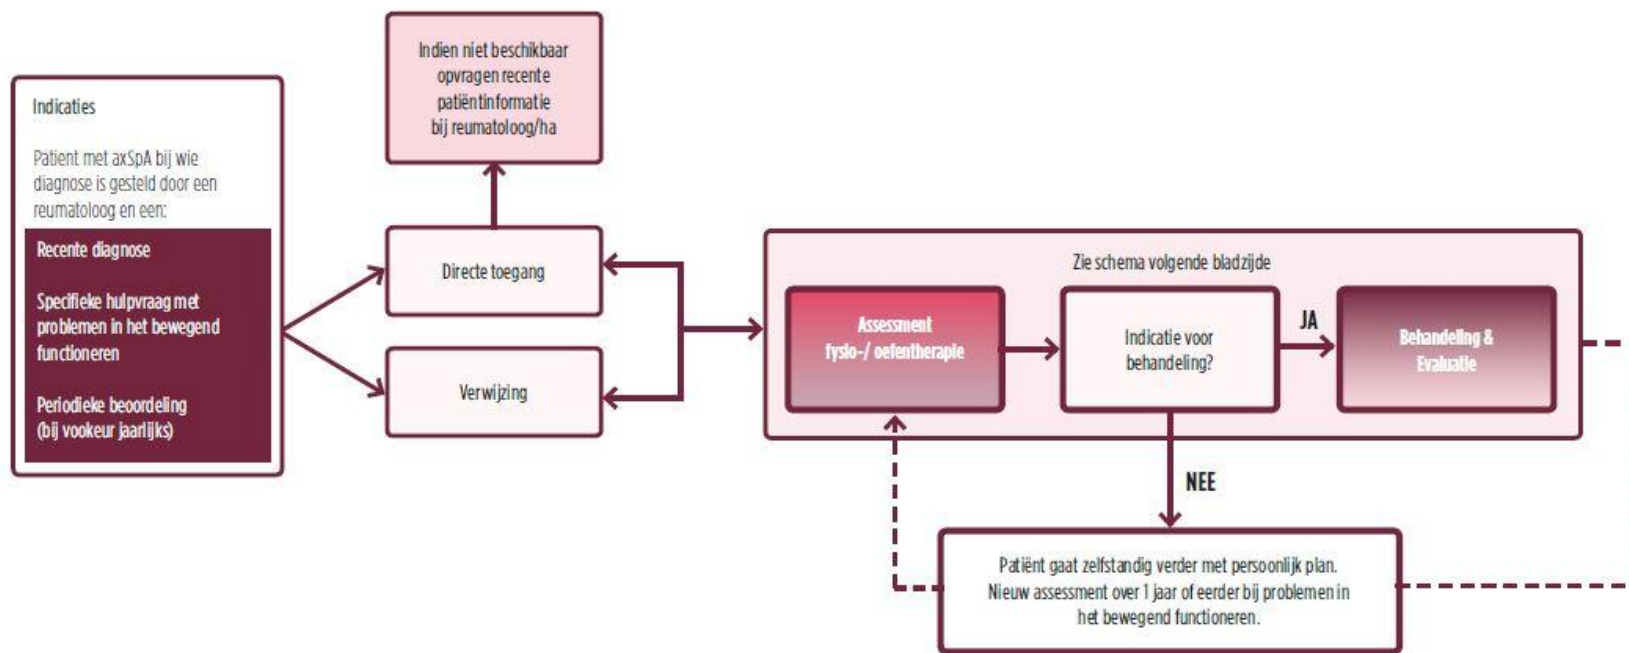 Indicaties
Patient met axSpA bij wie
diagnose is gesteld door een
reumatoloog en een:
Recente diagnose
Specifieke hulpvraag met
problemen in het bewegend
functioneren
Periodieke beoordeling
(bij vookeur jaarlijks)
Indien niet beschikbaar
opvragen recente
patiëntinformatie
bij reumatoloog/ha
Directe toegang
Verwijzing
Zie schema volgende bladzijde
Assessment
fysio-/ oefentherapie
Indicatie voor
behandeling?
JA
Behandeling &
Evaluatie
NEE
Patiënt gaat zelfstandig verder met persoonlijk plan.
Nieuw assessment over 1 jaar of eerder bij problemen in
het bewegend functioneren.